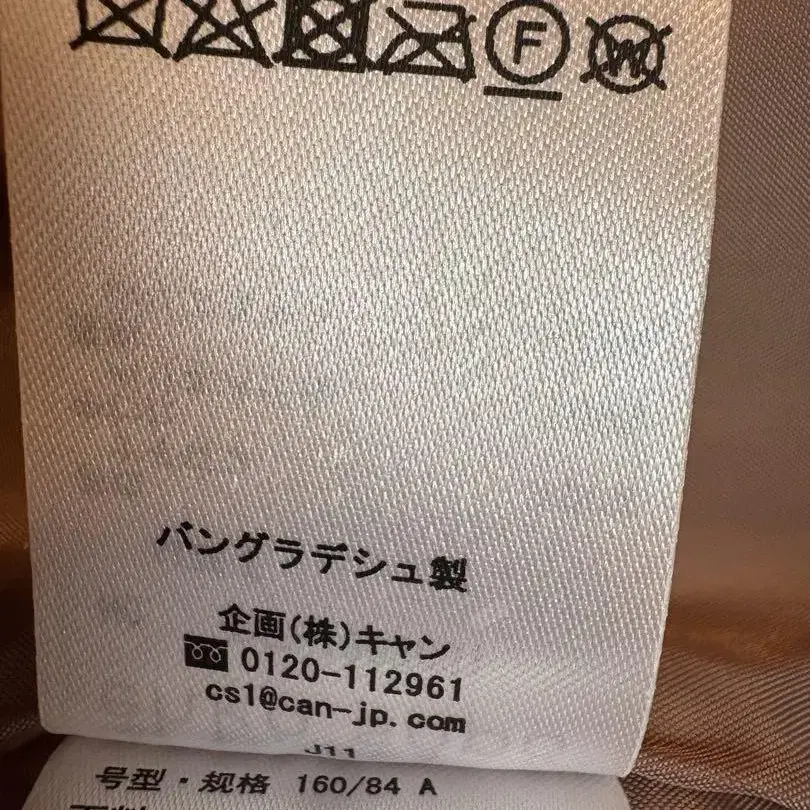 F W
バングラデシュ製
企画(株)キャン
0120-112961
cs1@can-jp.com
J11
号型・规格 160/84 A